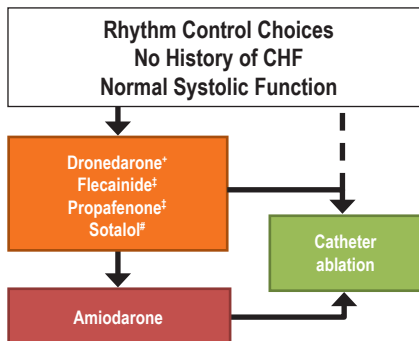 Rhythm Control Choices
No History of CHF
Normal Systolic Function
Dronedarone+
Flecainide‡
Propafenone‡
Sotalol#
Catheter
ablation
Amiodarone